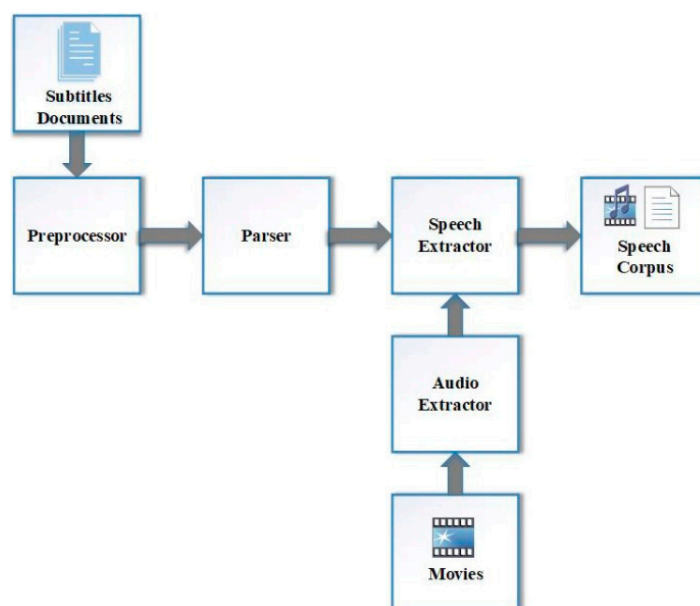 Subtitles
Documents
Preprocessor
Parser
Speech
Extractor
Speech
Corpus
Audio
Extractor
Movies